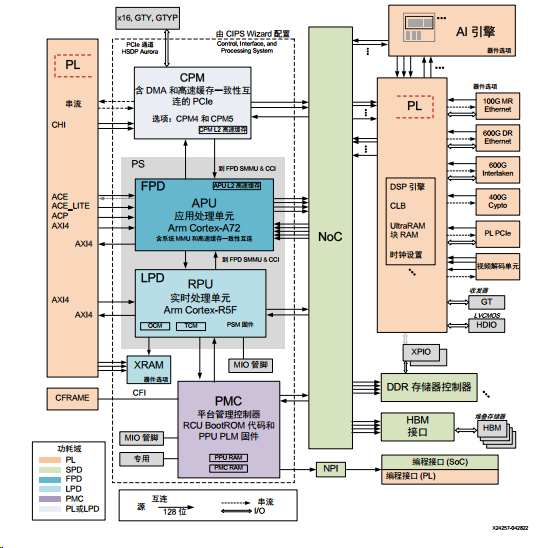 x16, GTY, GTYP
PCIe 通道
HSDP Aurora
由 CIPS Wizard 配置
Control, Interface, and
Processing System
AI 引擎
器件选项
PL
串流
CHI
ACE
ACE_LITE
ACP
AXI4
AXI4
AXI4
AXI4
CPM
含 DMA 和高速缓存一致性互
连的 PCIe
选项：CPM4 和 CPM5
CPM L2 高速缓存
PS
到 FPD SMMU & CCI
FPD
APU L2 高速缓存
APU
应用处理单元
Arm Cortex-A72
含系统 MMU 和高速缓存一致性互连
到 FPD SMMU & CCI
LPD
RPU
实时处理单元
Arm Cortex-R5F
OCM
TCM
PSM 固件
XRAM
器件选项
MIO 管脚
CFRAME
CFI
PMC
平台管理控制器
RCU BootROM 代码和
PPU PLM 固件
PPU RAM
PMC RAM
MIO 管脚
专用
NoC
PL
DSP 引擎
CLB
UltraRAM
块 RAM
时钟设置
器件选项
100G MR
Ethernet
600G DR
Ethernet
600G
Interlaken
400G
Cypto
PL PCIe
视频解码单元
收发器
GT
LVCMOS
HDIO
XPIO
DDR 存储器控制器
HBM
接口
堆叠存储器
HBM
NPI
编程接口 (SoC)
编程接口 (PL)
功耗域
PL
SPD
FPD
LPD
PMC
PL或LPD
源
互连
128 位
串流
I/O
X24257-042822